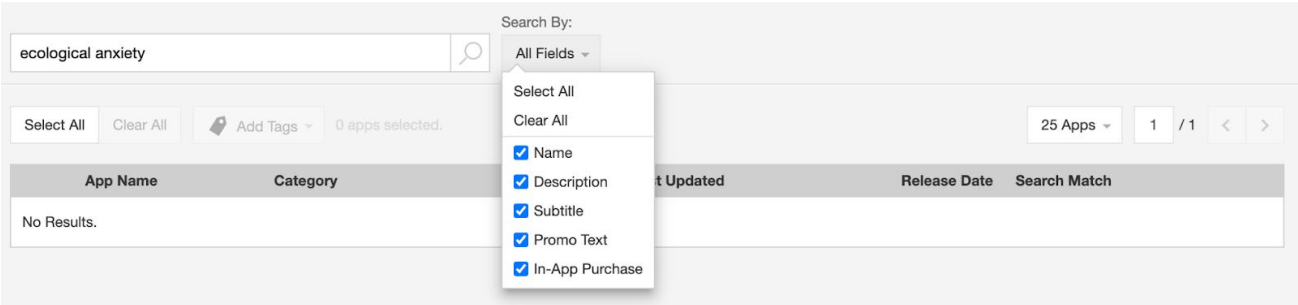 Search By:
ecological anxiety
All Fields
Select All
Clear All
Select All Clear All Add Tags 0 apps selected.
25 Apps 1 / 1
Name
Description
Subtitle
Promo Text
In-App Purchase
App Name Category t Updated Release Date Search Match
No Results.